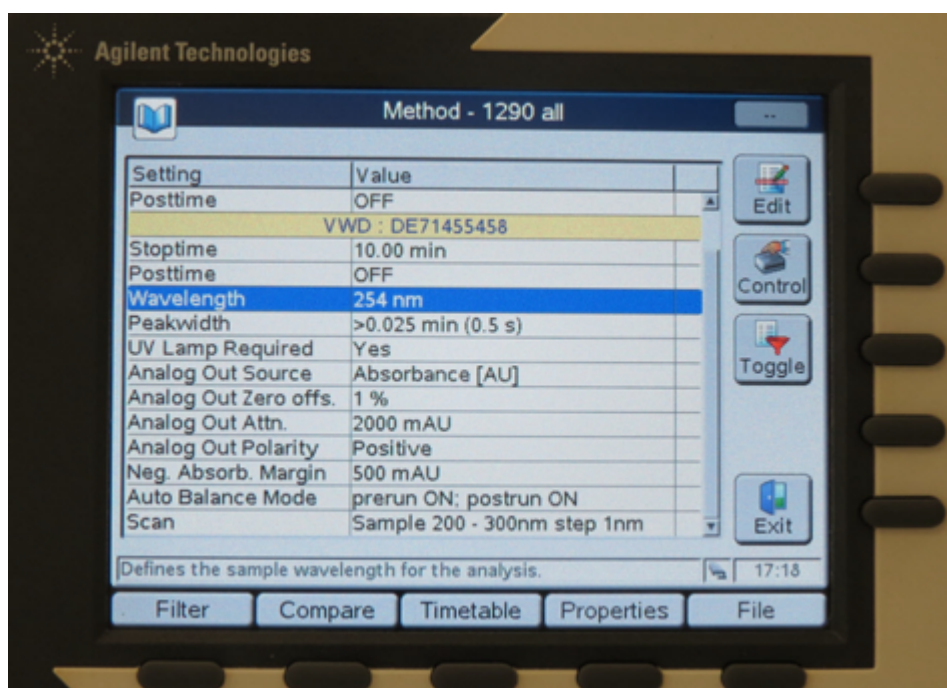 Agilent Technologies
Method - 1290 all
--
Setting Value
Posttime OFF
Edit
VWD : DE71455458
Stoptime 10.00 min
Posttime OFF
Control
Wavelength 254 nm
Peakwidth >0.025 min (0.5 s)
UV Lamp Required Yes
Toggle
Analog Out Source Absorbance [AU]
Analog Out Zero offs. 1 %
Analog Out Attn. 2000 mAU
Analog Out Polarity Positive
Neg. Absorb. Margin 500 mAU
Auto Balance Mode prerun ON; postrun ON
Scan Sample 200 - 300nm step 1nm
Exit
Defines the sample wavelength for the analysis. 17:18
Filter Compare Timetable Properties File